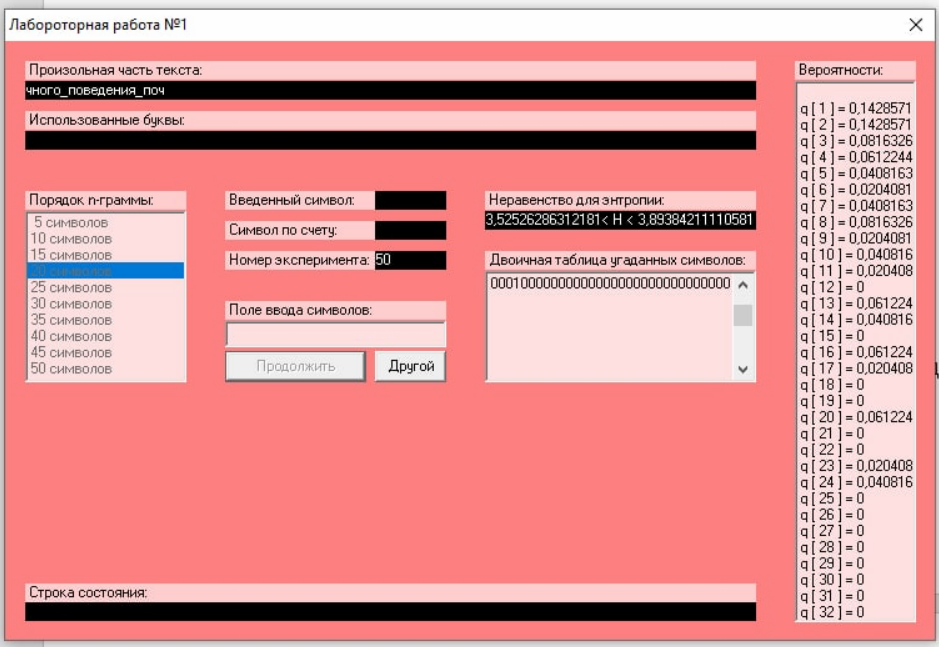 Лабороторная работа №1
Произольная часть текста:
чного_поведения_поч
Использованные буквы:
Порядок n-граммы:
5 символов
10 символов
15 символов
20 символов
25 символов
30 символов
35 символов
40 символов
45 символов
50 символов
Введенный символ:
Символ по счету:
Номер эксперимента: 50
Поле ввода символов:
Продолжить
Другой
Неравенство для энтропии:
3,52526286312181< H < 3,89384211110581
Двоичная таблица угаданных символов:
Строка состояния:
Вероятности:
q [ 1 ] = 0,1428571
q [ 2 ] = 0,1428571
q [ 3 ] = 0,0816326
q [ 4 ] = 0,0612244
q [ 5 ] = 0,0408163
q [ 6 ] = 0,0204081
q [ 7 ] = 0,0408163
q [ 8 ] = 0,0816326
q [ 9 ] = 0,0204081
q [ 10 ] = 0,040816
q [ 11 ] = 0,020408
q [ 12 ] = 0
q [ 13 ] = 0,061224
q [ 14 ] = 0,040816
q [ 15 ] = 0
q [ 16 ] = 0,061224
q [ 17 ] = 0,020408
q [ 18 ] = 0
q [ 19 ] = 0
q [ 20 ] = 0,061224
q [ 21 ] = 0
q [ 22 ] = 0
q [ 23 ] = 0,020408
q [ 24 ] = 0,040816
q [ 25 ] = 0
q [ 26 ] = 0
q [ 27 ] = 0
q [ 28 ] = 0
q [ 29 ] = 0
q [ 30 ] = 0
q [ 31 ] = 0
q [ 32 ] = 0